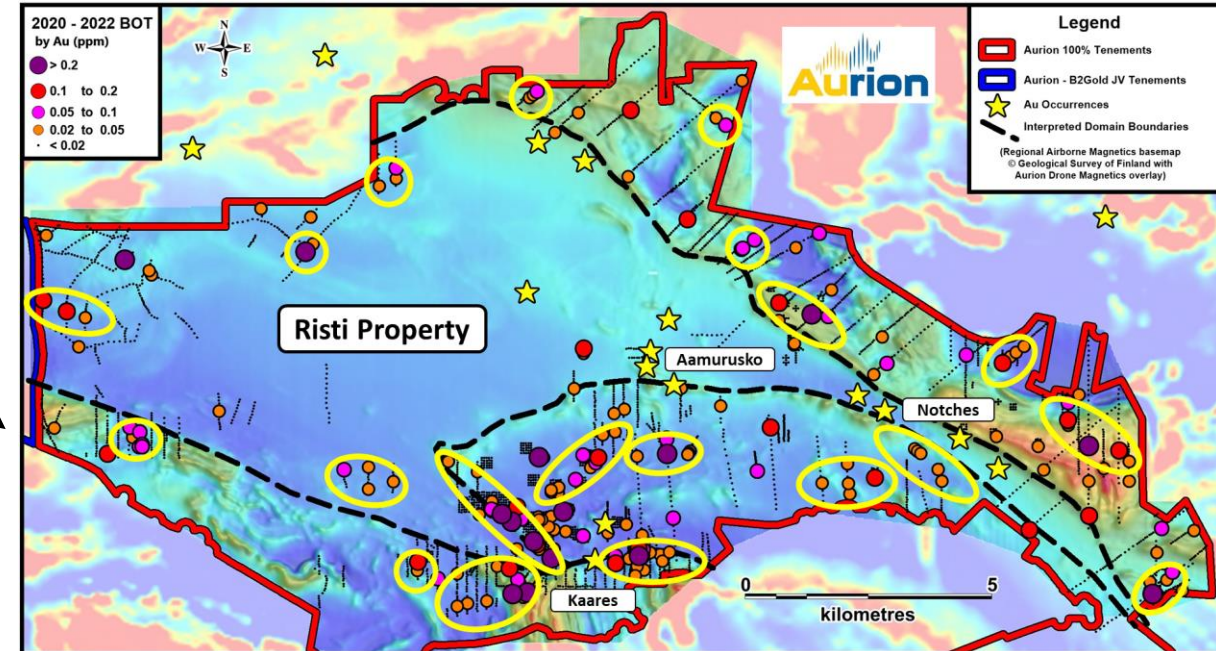 2020 - 2022 BOT
by Au (ppm)
> 0.2
0.1 to 0.2
0.05 to 0.1
0.02 to 0.05
< 0.02
N
W E
S
Aurion
Legend
Aurion 100% Tenements
Aurion - B2Gold JV Tenements
Au Occurrences
Interpreted Domain Boundaries
(Regional Airborne Magnetics basemap
© Geological Survey of Finland with
Aurion Drone Magnetics overlay)
Risti Property
Aamurusko
Notches
Kaares
0 5
kilometres